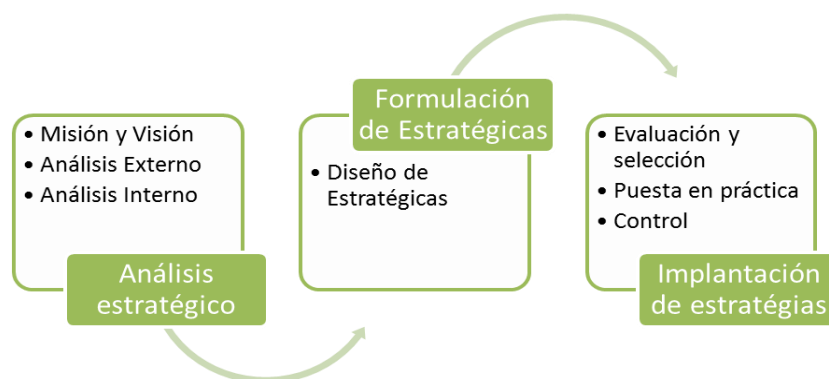 • Misión y Visión
• Análisis Externo
• Análisis Interno
Análisis
estratégico
Formulación
de Estratégicas
• Diseño de
Estratégicas
• Evaluación y
selección
• Puesta en práctica
• Control
Implantación
de estratégias